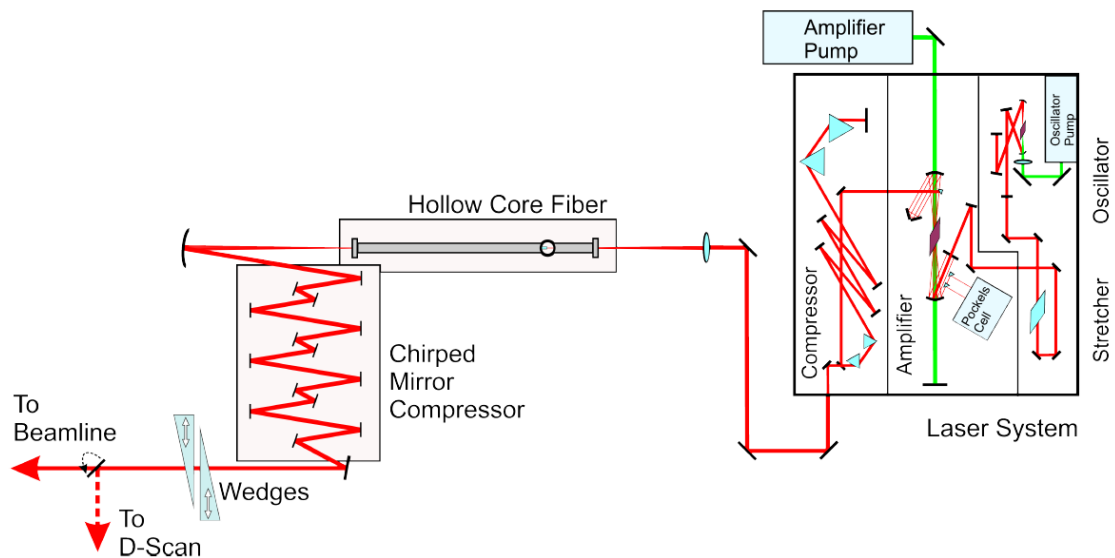 Amplifier
Pump
Oscillator Pump
Oscillator
Hollow Core Fiber
Compressor
Amplifier
Pockels
Cell
Stretcher
Chirped
Mirror
Compressor
Laser System
To
Beamline
Wedges
To
D-Scan